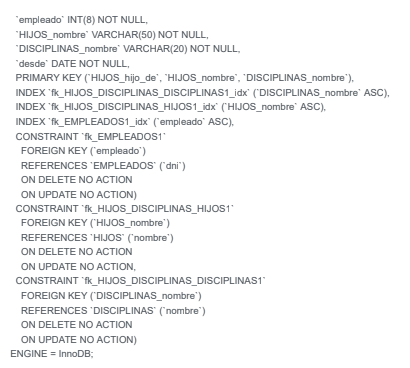 `empleado` INT(8) NOT NULL,
`HIJOS_nombre` VARCHAR(50) NOT NULL,
`DISCIPLINAS_nombre` VARCHAR(20) NOT NULL,
`desde` DATE NOT NULL,
PRIMARY KEY (`HIJOS_hijo_de`, `HIJOS_nombre`, `DISCIPLINAS_nombre`),
INDEX `fk_HIJOS_DISCIPLINAS_DISCIPLINAS1_idx` (`DISCIPLINAS_nombre` ASC),
INDEX `fk_HIJOS_DISCIPLINAS_HIJOS1_idx` (`HIJOS_nombre` ASC),
INDEX `fk_EMPLEADOS1_idx` (`empleado` ASC),
CONSTRAINT `fk_EMPLEADOS1`
FOREIGN KEY (`empleado`)
REFERENCES `EMPLEADOS` (`dni`)
ON DELETE NO ACTION
ON UPDATE NO ACTION)
CONSTRAINT `fk_HIJOS_DISCIPLINAS_HIJOS1`
FOREIGN KEY (`HIJOS_nombre`)
REFERENCES `HIJOS` (`nombre`)
ON DELETE NO ACTION
ON UPDATE NO ACTION,
CONSTRAINT `fk_HIJOS_DISCIPLINAS_DISCIPLINAS1`
FOREIGN KEY (`DISCIPLINAS_nombre`)
REFERENCES `DISCIPLINAS` (`nombre`)
ON DELETE NO ACTION
ON UPDATE NO ACTION)
ENGINE = InnoDB;